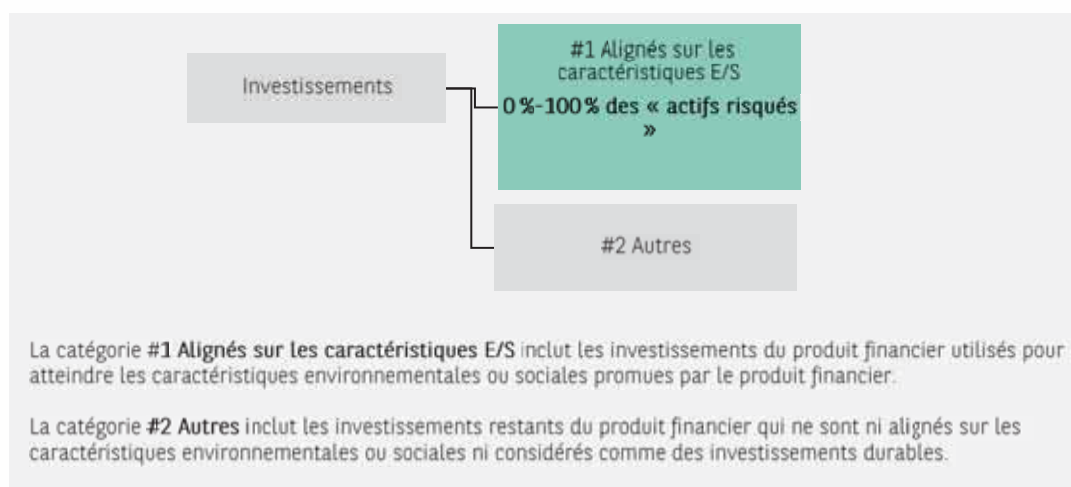 Investissements
#1 Alignés sur les
caractéristiques E/S
0 %-100 % des « actifs risqués
»
#2 Autres
La catégorie #1 Alignés sur les caractéristiques E/S inclut les investissements du produit financier utilisés pour
atteindre les caractéristiques environnementales ou sociales promues par le produit financier.
La catégorie #2 Autres inclut les investissements restants du produit financier qui ne sont ni alignés sur les
caractéristiques environnementales ou sociales ni considérés comme des investissements durables.